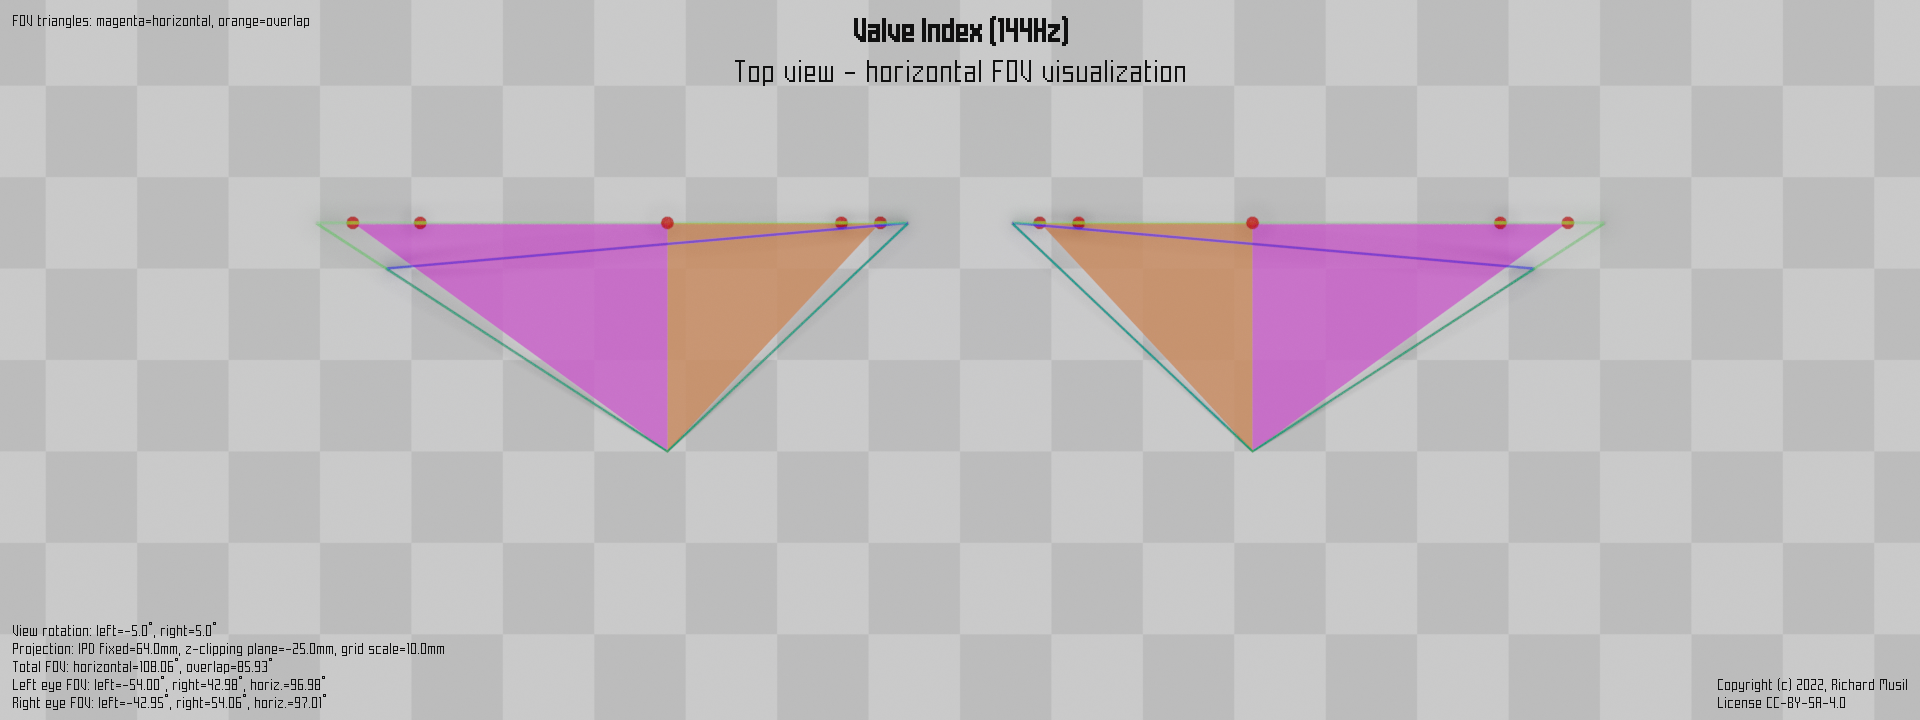 FOV triangles: magenta=horizontal, orange=overlap
Valve Index (144Hz)
Top view - horizontal FOV visualization
View rotation: left=-5.0°, right=5.0°
Projection: IPD fixed=64.0mm, z-clipping plane=-25.0mm, grid scale=10.0mm
Total FOV: horizontal=108.06°, overlap=85.93°
Left eye FOV: left=-54.00°, right=42.98°, horiz.=96.98°
Right eye FOV: left=-42.95°, right=54.06°, horiz.=97.01°
Copyright (c) 2022, Richard Musil
License CC-BY-SA-4.0